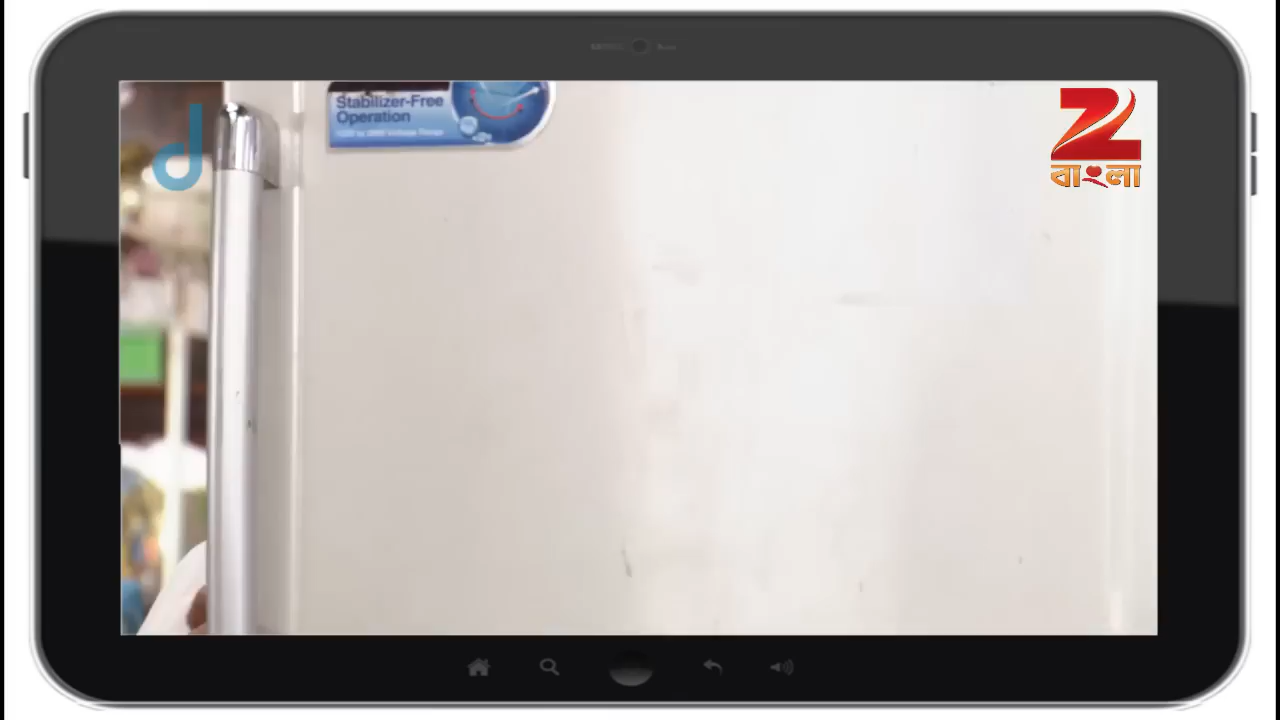 Stabilizer-Free
Operation
d
Z
বাংলা